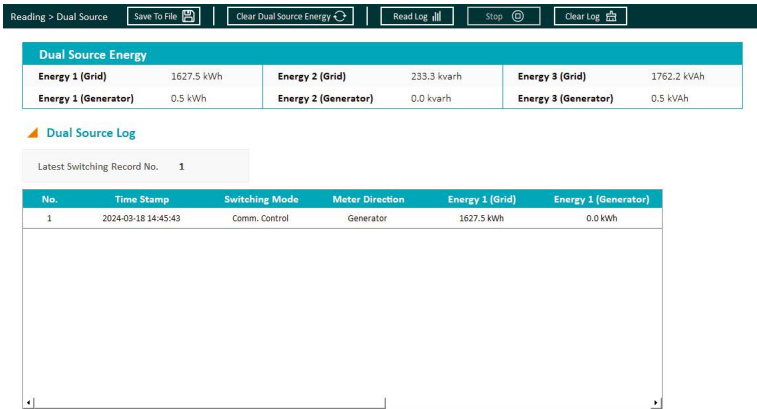 Reading > Dual Source Save To File Clear Dual Source Energy Read Log Stop Clear Log
Dual Source Energy
Energy 1 (Grid) 1627.5 kWh Energy 2 (Grid) 233.3 kvarh Energy 3 (Grid) 1762.2 kVAh
Energy 1 (Generator) 0.5 kWh Energy 2 (Generator) 0.0 kvarh Energy 3 (Generator) 0.5 kVAh
Dual Source Log
Latest Switching Record No. 1
No. Time Stamp Switching Mode Meter Direction Energy 1 (Grid) Energy 1 (Generator)
1 2024-03-18 14:45:43 Comm. Control Generator 1627.5 kWh 0.0 kWh